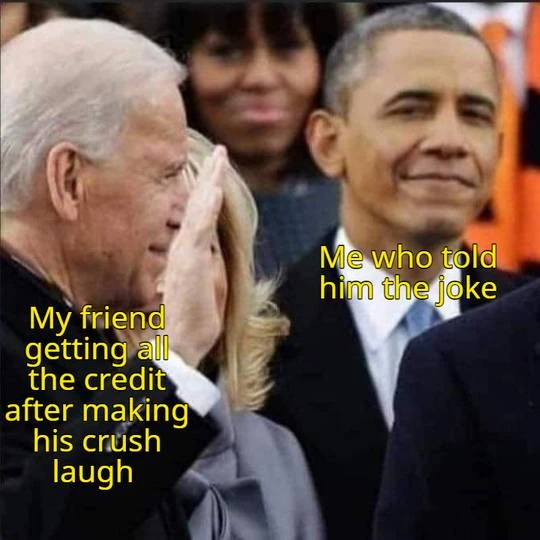 My friend
getting all
the credit
after making
his crush
laugh
Me who told
him the joke